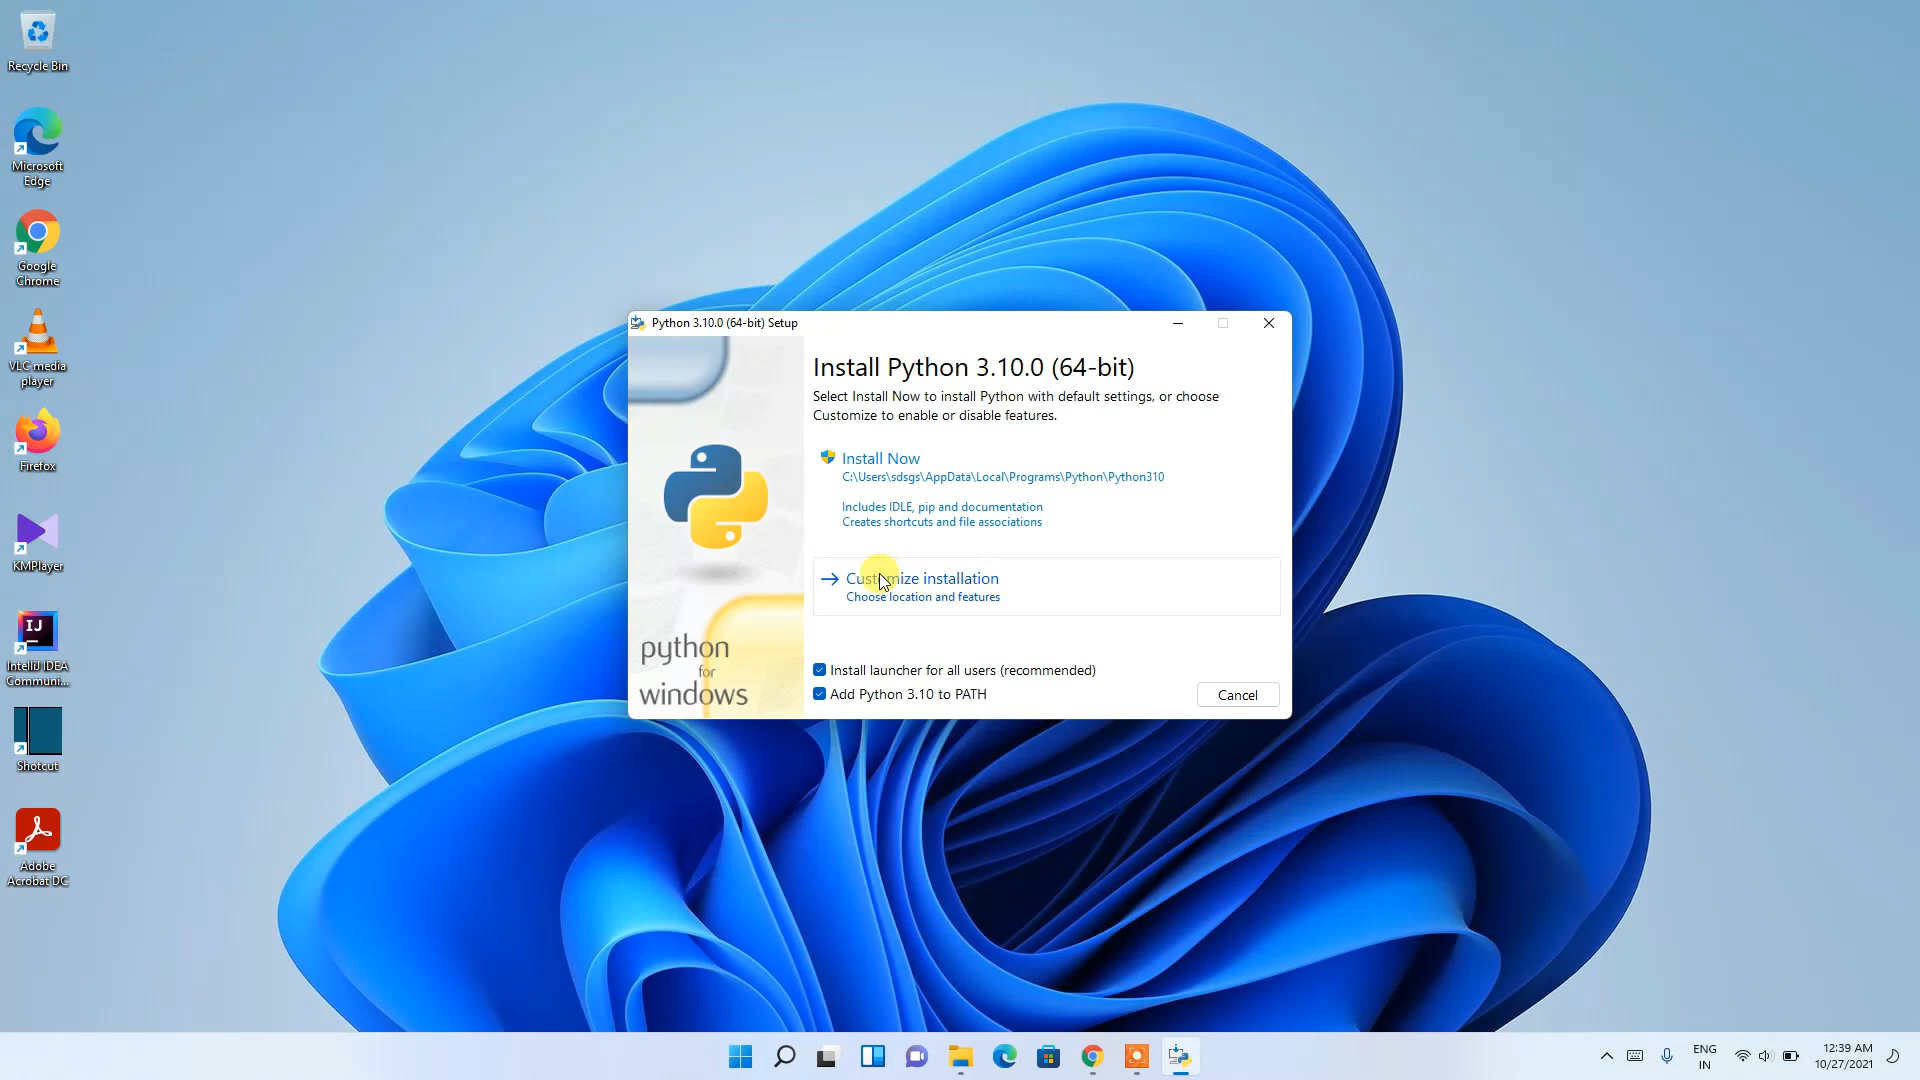 Recycle Bin
Microsoft
Edge
Google
Chrome
VLC media
player
Firefox
KMPlayer
IJ
IntelliJ IDEA
Communi...
Shotcut
Adobe
Acrobat DC
Python 3.10.0 (64-bit) Setup
Install Python 3.10.0 (64-bit)
Select Install Now to install Python with default settings, or choose
Customize to enable or disable features.
Install Now
C:\Users\sdsgs\AppData\Local\Programs\Python\Python310
Includes IDLE, pip and documentation
Creates shortcuts and file associations
Customize installation
Choose location and features
python
for
windows
Install launcher for all users (recommended)
Add Python 3.10 to PATH
Cancel
ENG
IN
12:39 AM
10/27/2021